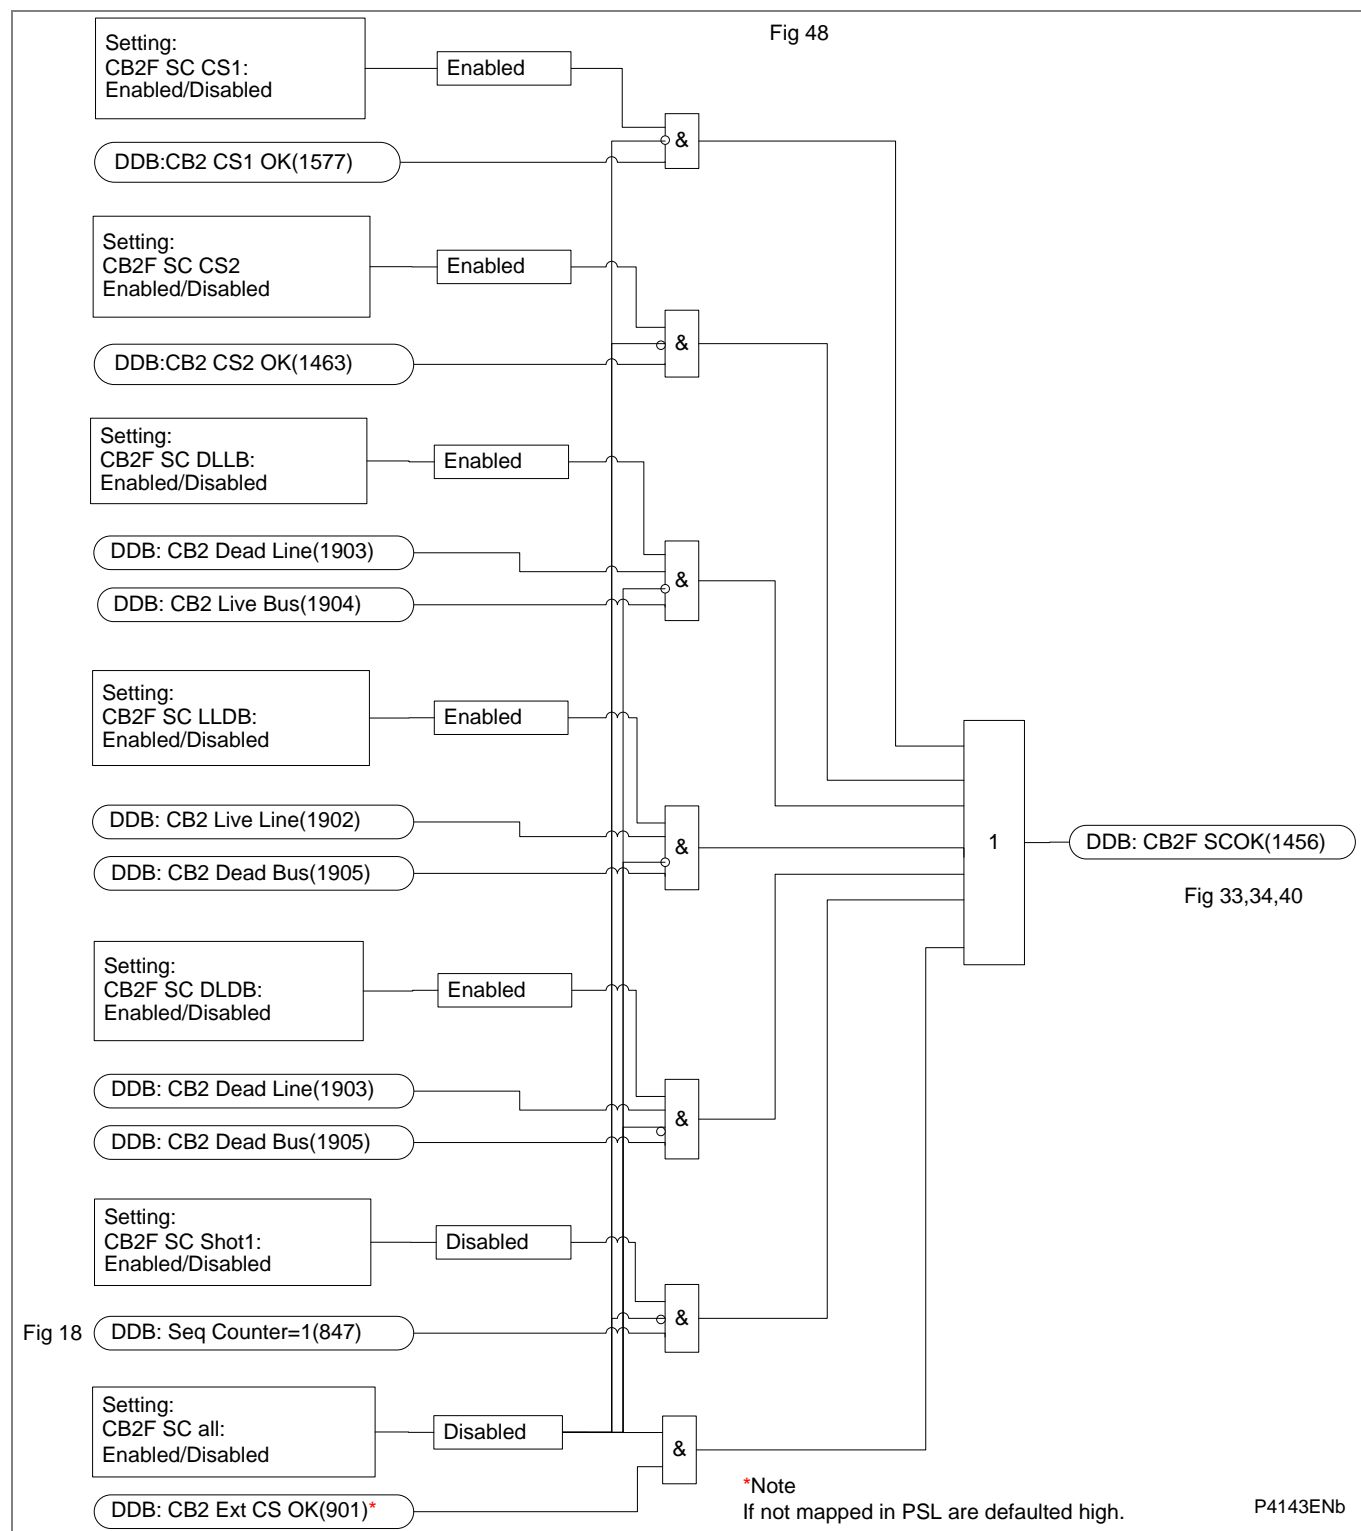 Fig 48
Setting:
CB2F SC CS1:
Enabled/Disabled
Enabled
&
DDB:CB2 CS1 OK(1577)
Setting:
CB2F SC CS2
Enabled/Disabled
Enabled
&
DDB:CB2 CS2 OK(1463)
Setting:
CB2F SC DLLB:
Enabled/Disabled
Enabled
DDB: CB2 Dead Line(1903)
&
DDB: CB2 Live Bus(1904)
Setting:
CB2F SC LLDB:
Enabled/Disabled
Enabled
DDB: CB2 Live Line(1902)
&
DDB: CB2 Dead Bus(1905)
1
DDB: CB2F SCOK(1456)
Fig 33,34,40
Setting:
CB2F SC DLDB:
Enabled/Disabled
Enabled
DDB: CB2 Dead Line(1903)
&
DDB: CB2 Dead Bus(1905)
Setting:
CB2F SC Shot1:
Enabled/Disabled
Disabled
&
Fig 18
DDB: Seq Counter=1(847)
Setting:
CB2F SC all:
Enabled/Disabled
Disabled
&
DDB: CB2 Ext CS OK(901)*
*Note
If not mapped in PSL are defaulted high.
P4143ENb